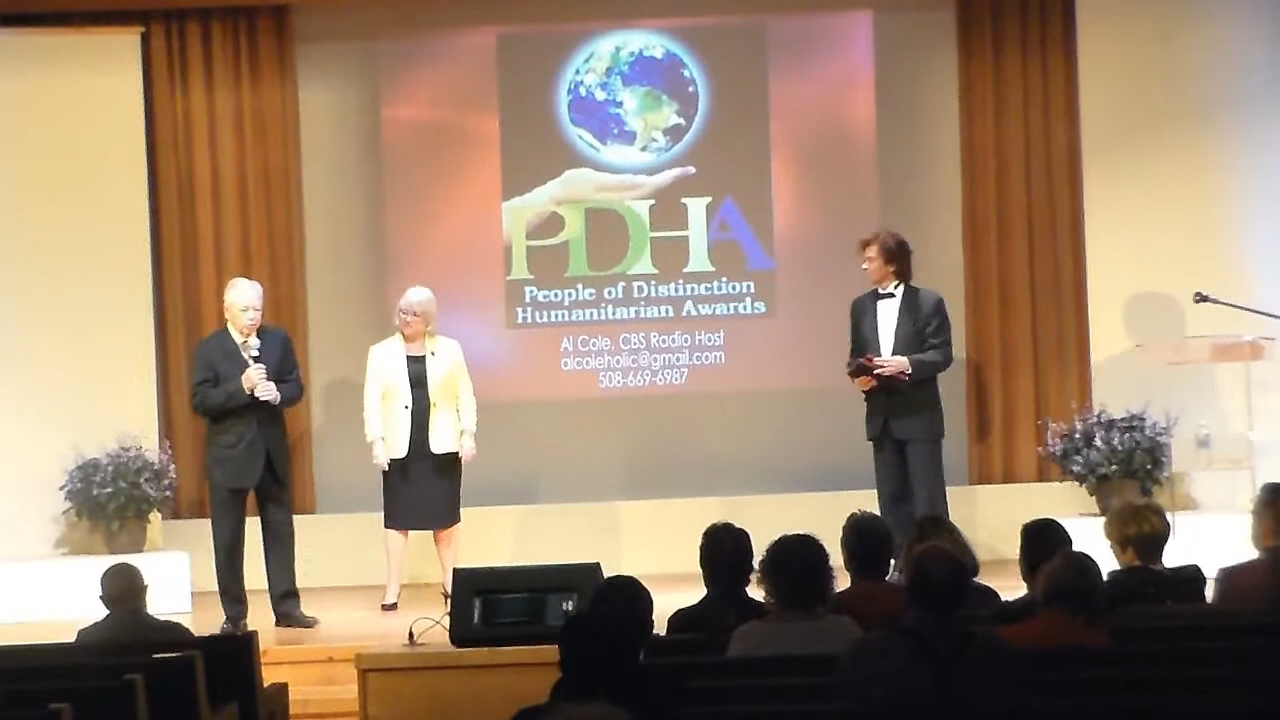 PDHA
People of Distinction
Humanitarian Awards
Al Cole, CBS Radio Host
alcoleholic@gmail.com
508-669-6987